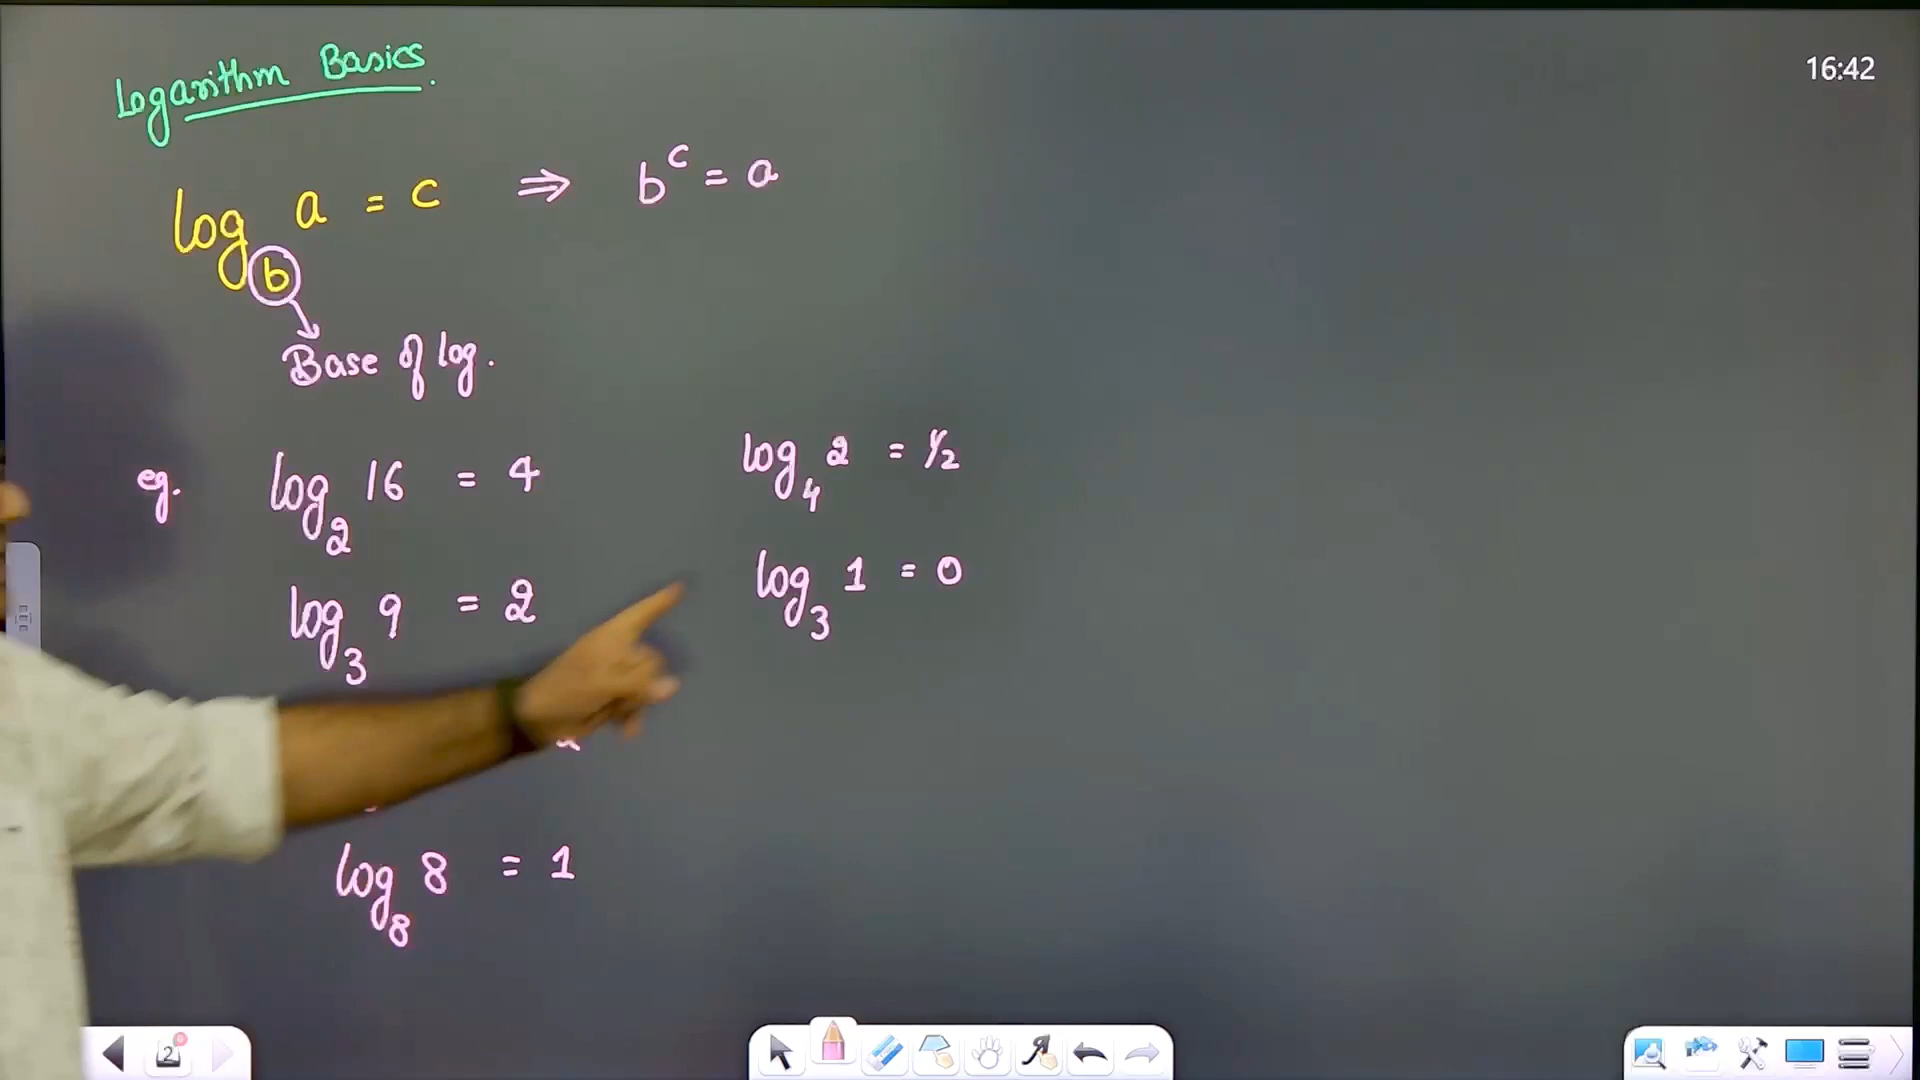 Logarithm Basics.
16:42
log_b a = c ⇒ b^c = a
Base of log.
eg. log_2 16 = 4
log_4 2 = 1/2
log_3 9 = 2
log_3 1 = 0
log_8 8 = 1
2